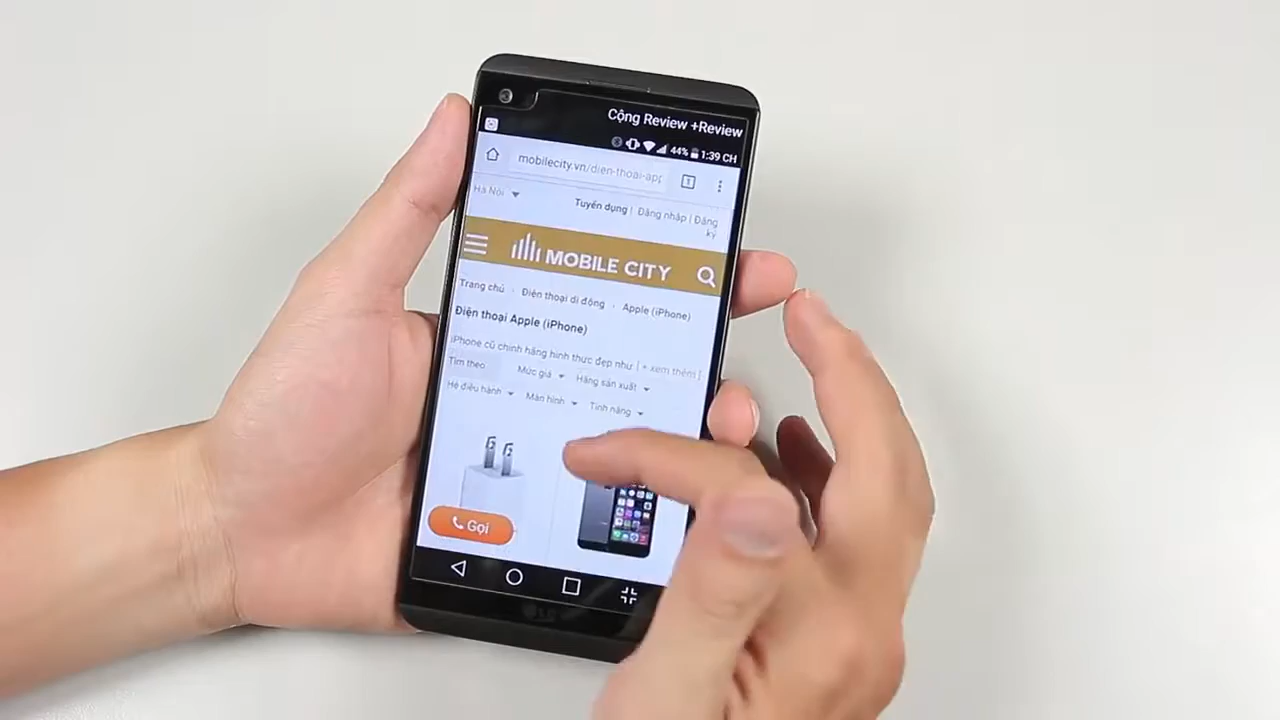 Cộng Review +Review
44% 1:39 CH
mobilecity.vn/dien-thoai-app
1
Hà Nội
Tuyển dụng | Đăng nhập | Đăng ký
MOBILE CITY
Trang chủ › Điện thoại di động › Apple (iPhone)
Điện thoại Apple (iPhone)
iPhone cũ chính hãng hình thức đẹp như [ + xem thêm ]
Tìm theo Mức giá Hãng sản xuất
Hệ điều hành Màn hình Tính năng
Gọi
LG